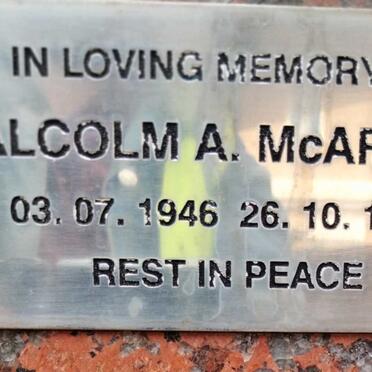 IN LOVING MEMORY
ALCOLM A. McAR
03. 07. 1946 26. 10. 1
REST IN PEACE